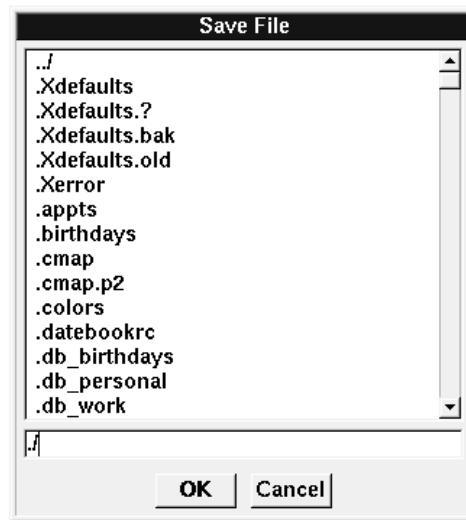 Save File
../
.Xdefaults
.Xdefaults.?
.Xdefaults.bak
.Xdefaults.old
.Xerror
.appts
.birthdays
.cmap
.cmap.p2
.colors
.datebookrc
.db_birthdays
.db_personal
.db_work
./
OK Cancel